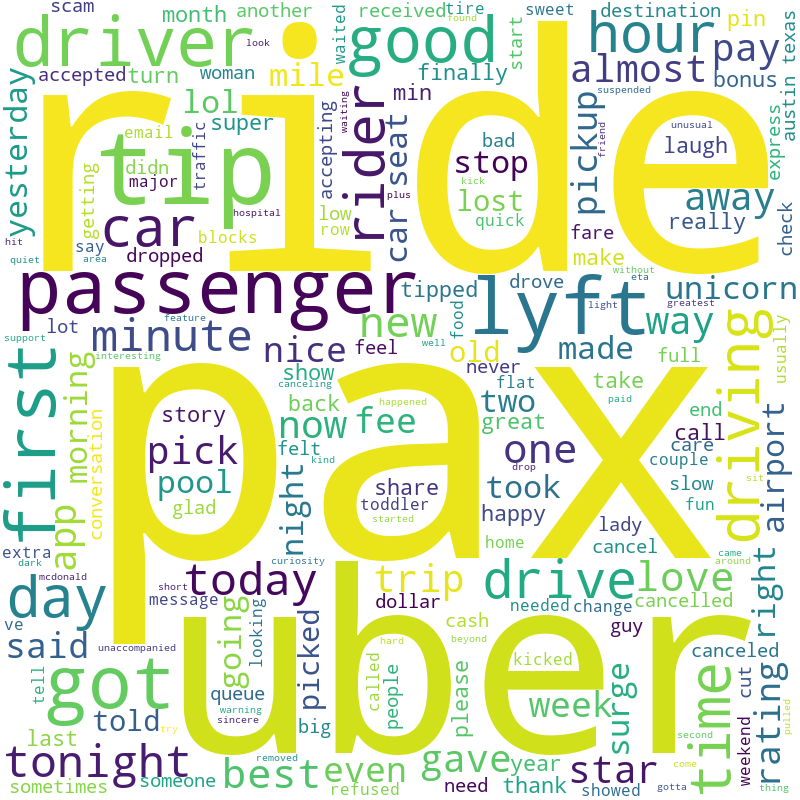 scam month another received tire sweet destination
driver found good hour pin austin texas
look waited start pay
accepted turn woman mile finally almost bonus
ride
yesterday lol min accepting waiting suspended unusual express
email super rider bad pickup friend laugh
tip didn traffic car seat stop
getting major plus kick
car hospital low lost away check
say blocks row quick fare really
hit quiet area dropped make without
passenger tipped drove eta unicorn
support lot feature light greatest
minute new lyft way
nice feel food made
interesting well old never full usually
first canceling show flat take driving
morning back happened two paid end
story now fee great call
pax
conversation pick kind one care airport
app pool felt drop couple
glad night share took slow sit
toddler happy fun
extra started lady
dark curiosity home cancel came around
mcdonald today trip drive love
day short message dollar needed change cancelled right
ve looking cash guy
said unaccompanied going picked hard beyond canceled
uber
got queue called people please kicked week surge cut rating
tell told warning sincere time weekend
last try big second pulled
tonight removed gave year star come
sometimes someone best even refused need thank showed gotta thing